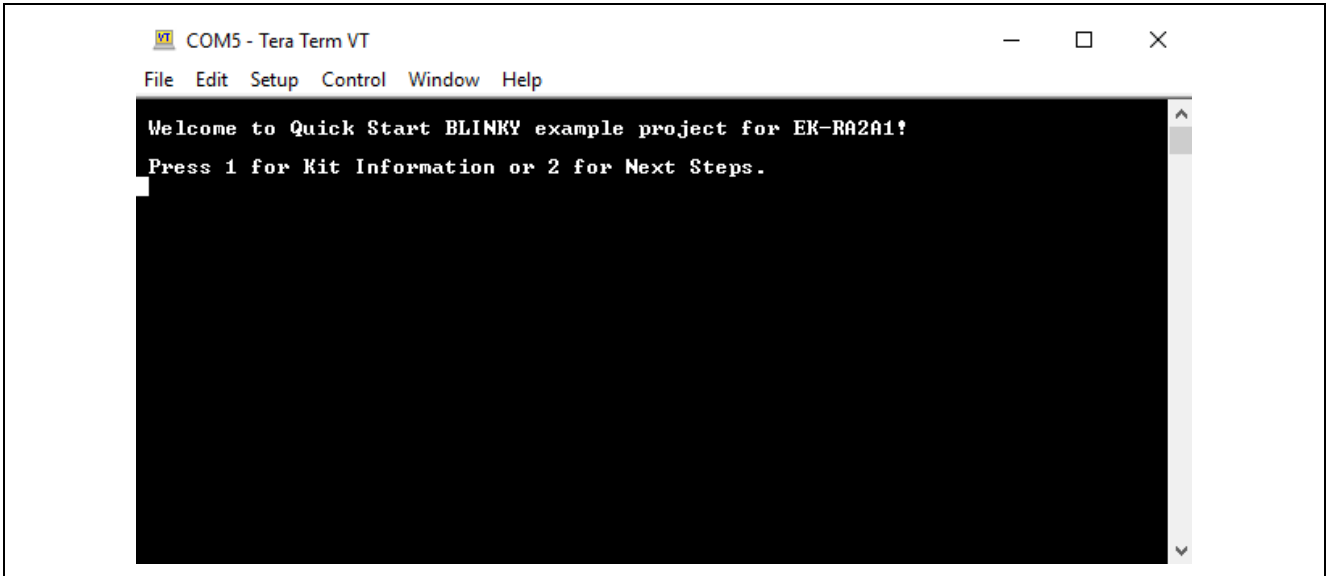 COM5 - Tera Term VT
File Edit Setup Control Window Help
Welcome to Quick Start BLINKY example project for EK-RA2A1!
Press 1 for Kit Information or 2 for Next Steps.